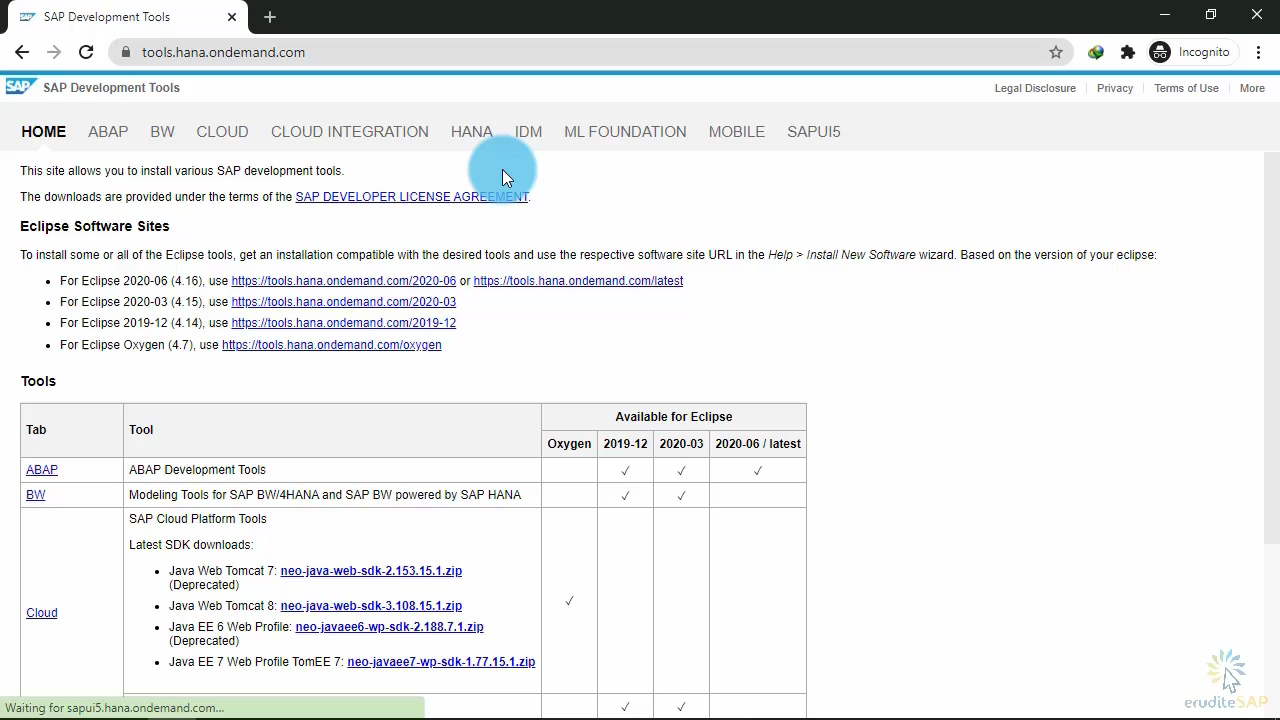 SAP Development Tools
tools.hana.ondemand.com
Incognito
SAP SAP Development Tools
Legal Disclosure Privacy Terms of Use More
HOME ABAP BW CLOUD CLOUD INTEGRATION HANA IDM ML FOUNDATION MOBILE SAPUI5
This site allows you to install various SAP development tools.
The downloads are provided under the terms of the SAP DEVELOPER LICENSE AGREEMENT.
Eclipse Software Sites
To install some or all of the Eclipse tools, get an installation compatible with the desired tools and use the respective software site URL in the Help > Install New Software wizard. Based on the version of your eclipse:
• For Eclipse 2020-06 (4.16), use https://tools.hana.ondemand.com/2020-06 or https://tools.hana.ondemand.com/latest
• For Eclipse 2020-03 (4.15), use https://tools.hana.ondemand.com/2020-03
• For Eclipse 2019-12 (4.14), use https://tools.hana.ondemand.com/2019-12
• For Eclipse Oxygen (4.7), use https://tools.hana.ondemand.com/oxygen
Tools
Tab Tool Available for Eclipse
Oxygen 2019-12 2020-03 2020-06 / latest
ABAP ABAP Development Tools ✓ ✓ ✓
BW Modeling Tools for SAP BW/4HANA and SAP BW powered by SAP HANA ✓ ✓
SAP Cloud Platform Tools
Latest SDK downloads:
• Java Web Tomcat 7: neo-java-web-sdk-2.153.15.1.zip
(Deprecated)
• Java Web Tomcat 8: neo-java-web-sdk-3.108.15.1.zip
Cloud ✓
• Java EE 6 Web Profile: neo-javaee6-wp-sdk-2.188.7.1.zip
(Deprecated)
• Java EE 7 Web Profile TomEE 7: neo-javaee7-wp-sdk-1.77.15.1.zip
✓ ✓
Waiting for sapui5.hana.ondemand.com...
eruditeSAP